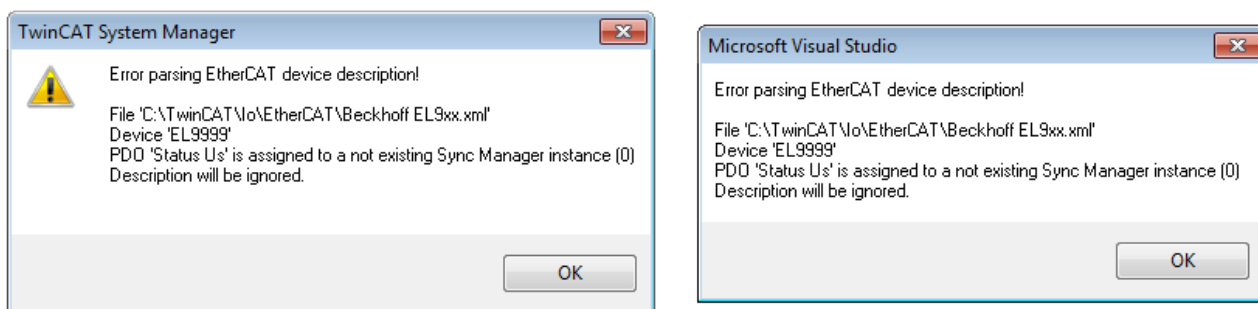 TwinCAT System Manager
Error parsing EtherCAT device description!
File 'C:\TwinCAT\Io\EtherCAT\Beckhoff EL9xx.xml'
Device 'EL9999'
PDO 'Status Us' is assigned to a not existing Sync Manager instance (0)
Description will be ignored.
OK
Microsoft Visual Studio
Error parsing EtherCAT device description!
File 'C:\TwinCAT\Io\EtherCAT\Beckhoff EL9xx.xml'
Device 'EL9999'
PDO 'Status Us' is assigned to a not existing Sync Manager instance (0)
Description will be ignored.
OK